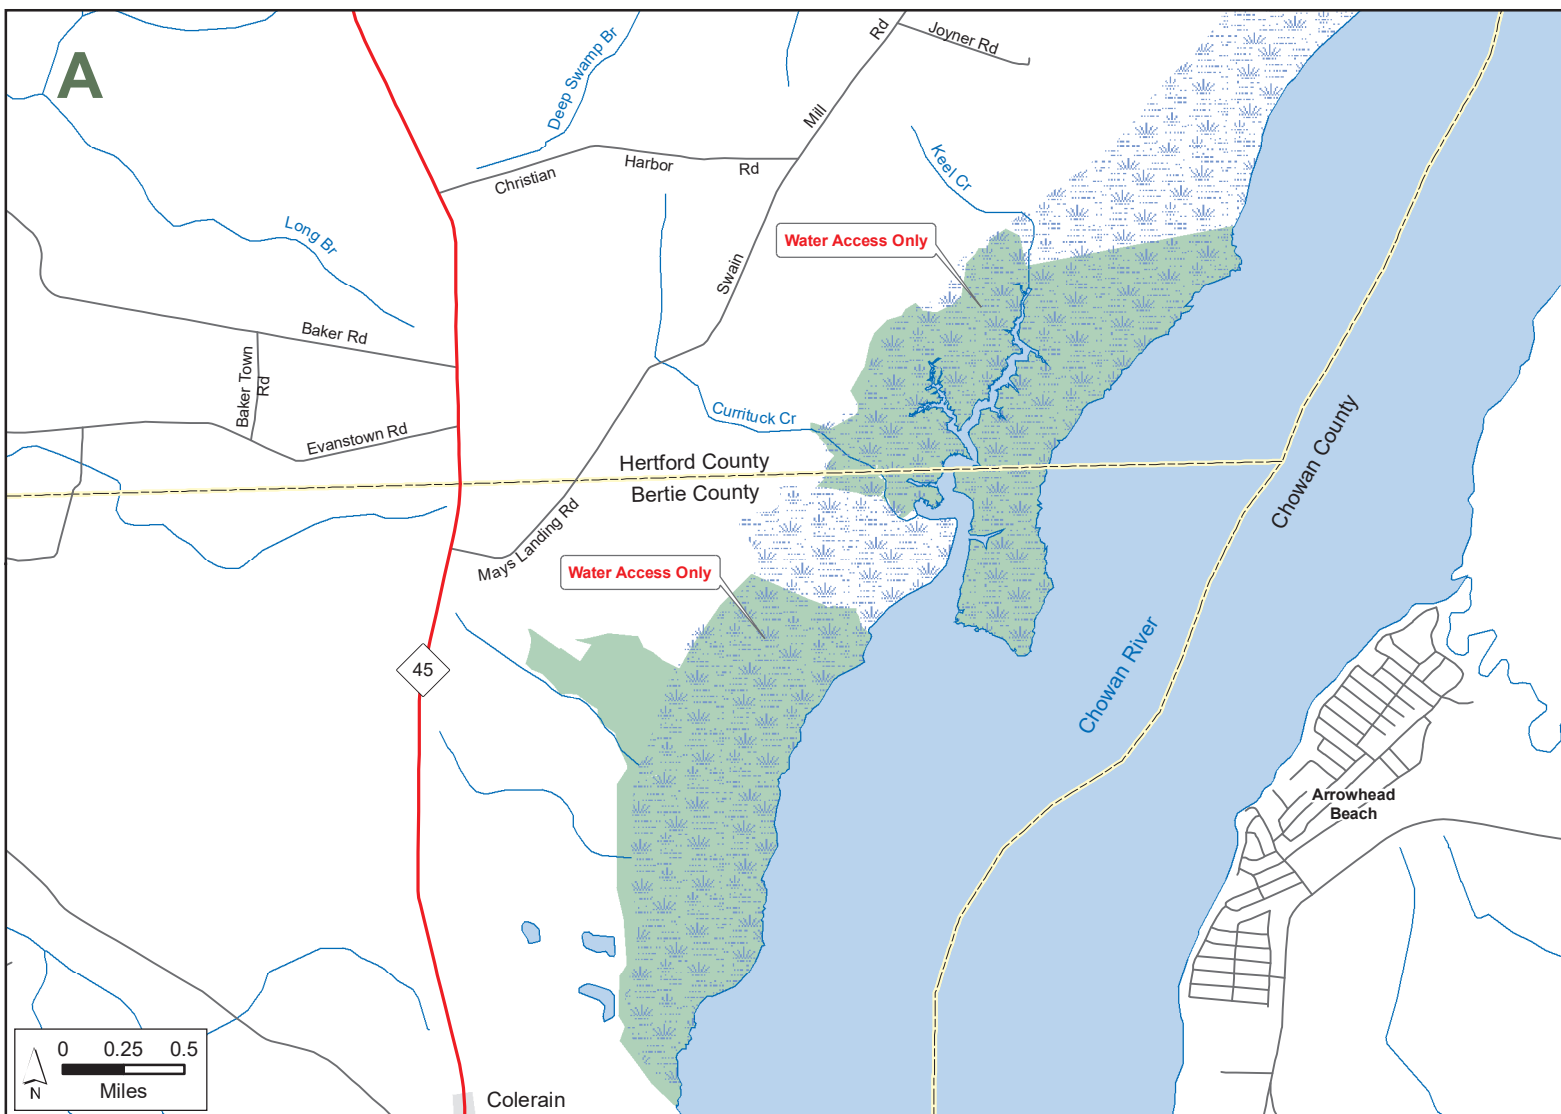 A
Deep Swamp Br
Rd
Joyner Rd
Mill
Christian
Harbor
Rd
Keel Cr
Long Br
Water Access Only
Swain
Baker Rd
Baker Town
Rd
Currituck Cr
Evanstown Rd
Hertford County
Bertie County
Chowan County
Mays Landing Rd
Water Access Only
45
Chowan River
Arrowhead
Beach
0 0.25 0.5
Miles
N
Colerain